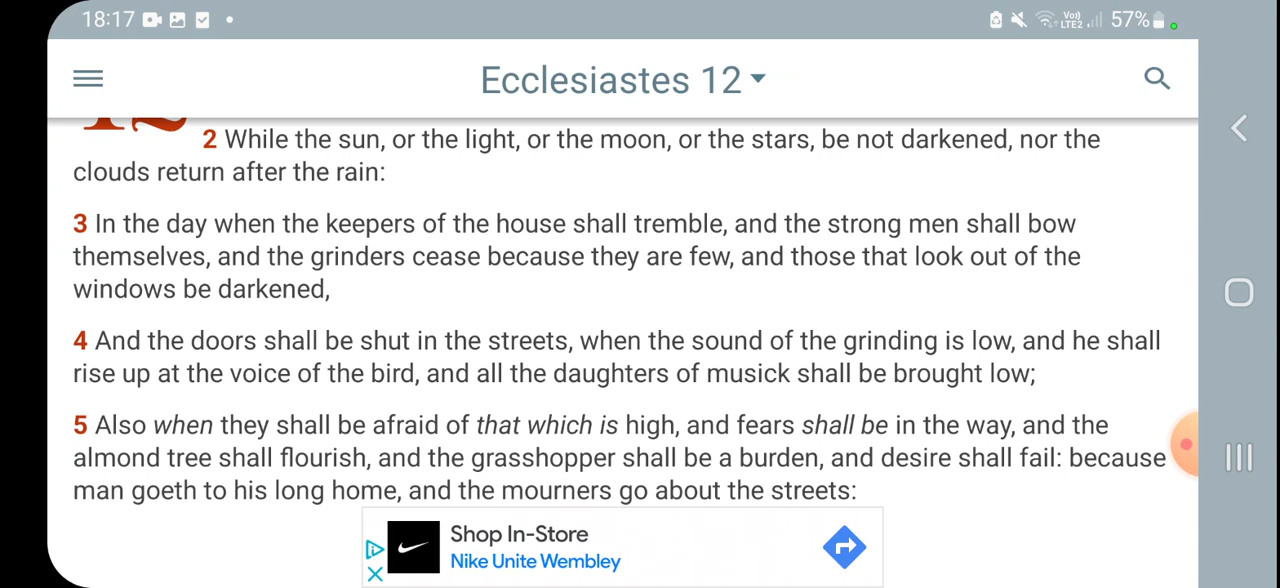 18:17
Vo)) LTE2 57%
Ecclesiastes 12
2 While the sun, or the light, or the moon, or the stars, be not darkened, nor the
clouds return after the rain:
3 In the day when the keepers of the house shall tremble, and the strong men shall bow
themselves, and the grinders cease because they are few, and those that look out of the
windows be darkened,
4 And the doors shall be shut in the streets, when the sound of the grinding is low, and he shall
rise up at the voice of the bird, and all the daughters of musick shall be brought low;
5 Also when they shall be afraid of that which is high, and fears shall be in the way, and the
almond tree shall flourish, and the grasshopper shall be a burden, and desire shall fail: because
man goeth to his long home, and the mourners go about the streets:
Shop In-Store
Nike Unite Wembley